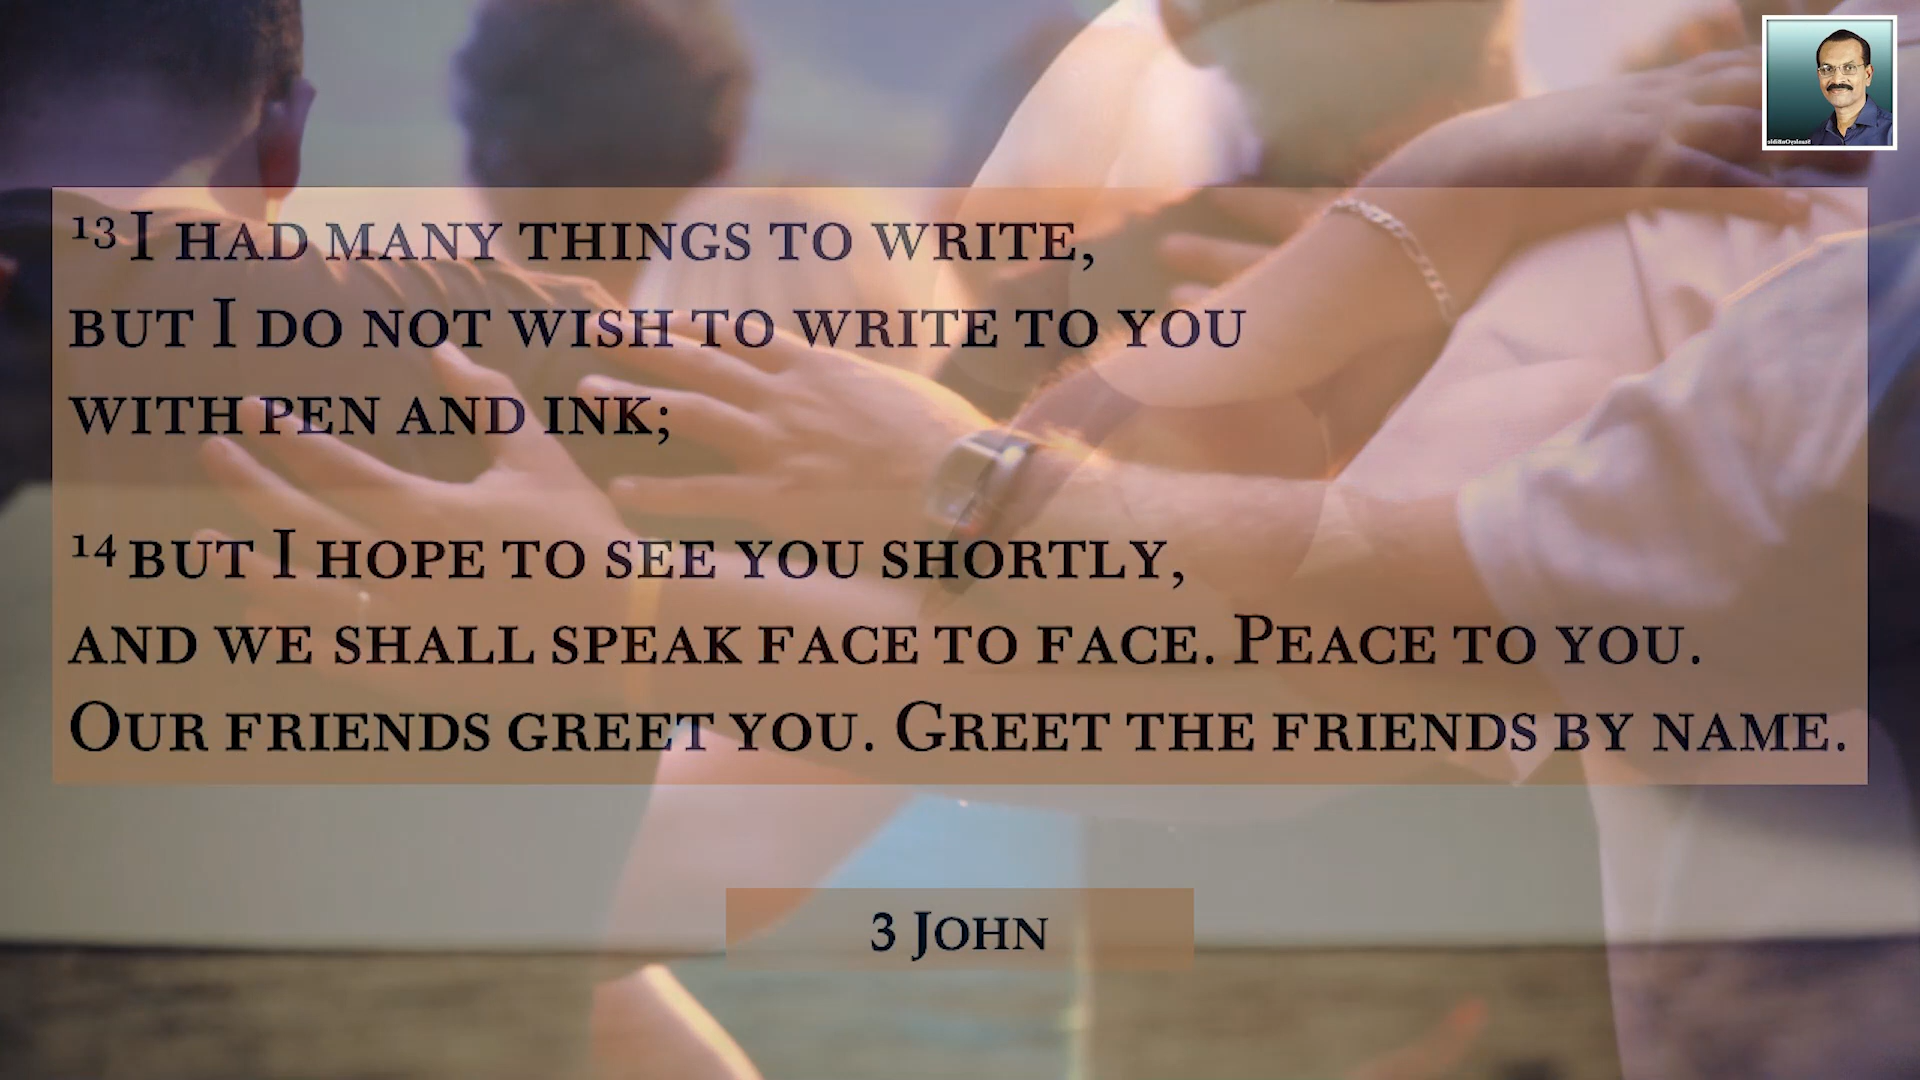 ¹³ I had many things to write,
but I do not wish to write to you
with pen and ink;
¹⁴ but I hope to see you shortly,
and we shall speak face to face. Peace to you.
Our friends greet you. Greet the friends by name.
3 John